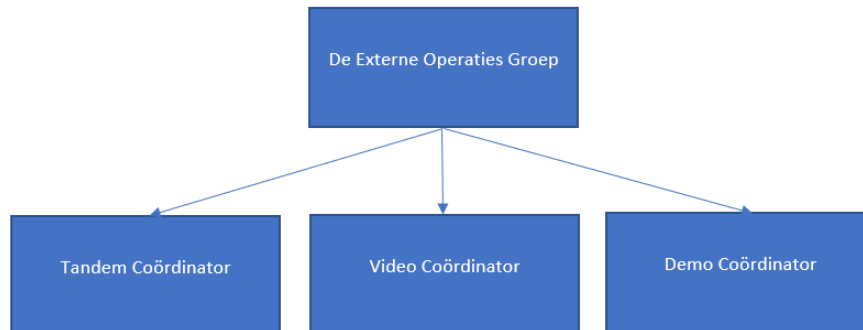 De Externe Operaties Groep
Tandem Coördinator
Video Coördinator
Demo Coördinator